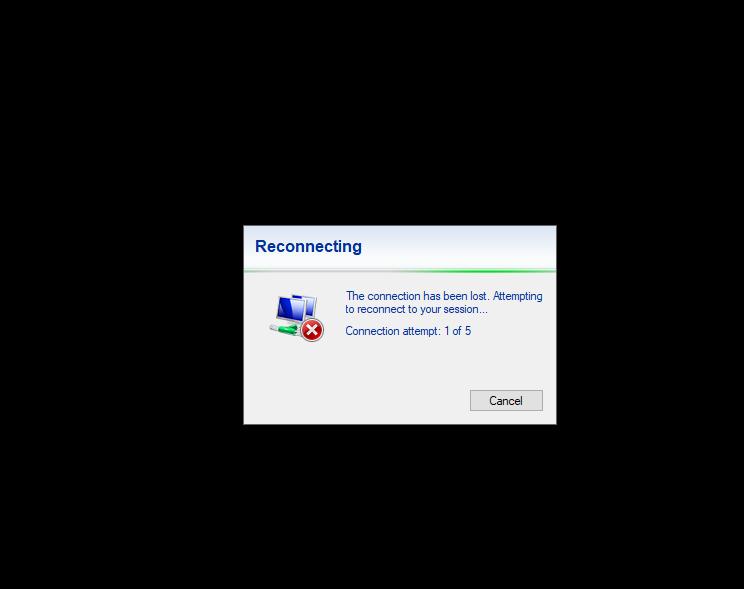 Reconnecting
The connection has been lost. Attempting
to reconnect to your session...
Connection attempt: 1 of 5
Cancel